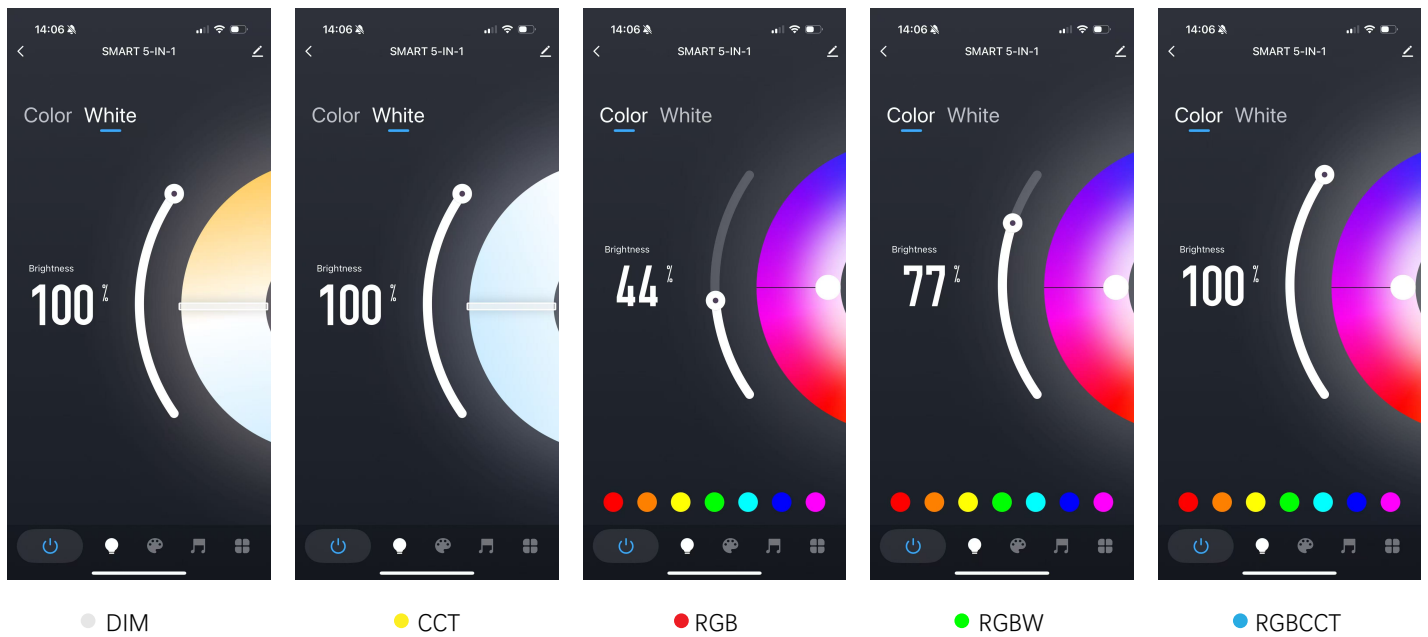 14:06
SMART 5-IN-1
Color White
Brightness
100 %
DIM
14:06
SMART 5-IN-1
Color White
Brightness
100 %
CCT
14:06
SMART 5-IN-1
Color White
Brightness
44 %
RGB
14:06
SMART 5-IN-1
Color White
Brightness
77 %
RGBW
14:06
SMART 5-IN-1
Color White
Brightness
100 %
RGBCCT